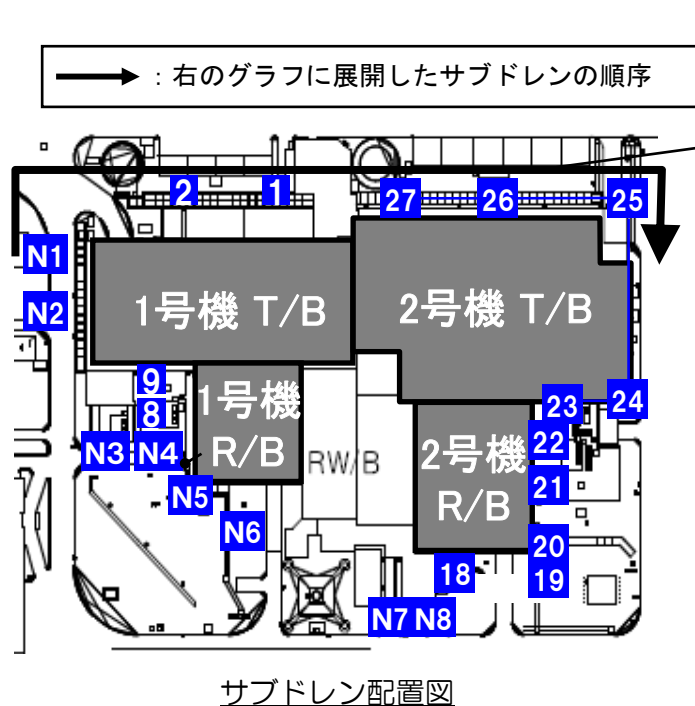 ：右のグラフに展開したサブドレンの順序
2 1 27 26 25
N1
N2
1号機 T/B
2号機 T/B
9
8
N3 N4
N5
N6
1号機
R/B
RW/B
2号機
R/B
23
24
22
21
20
19
18
N7 N8
サブドレン配置図